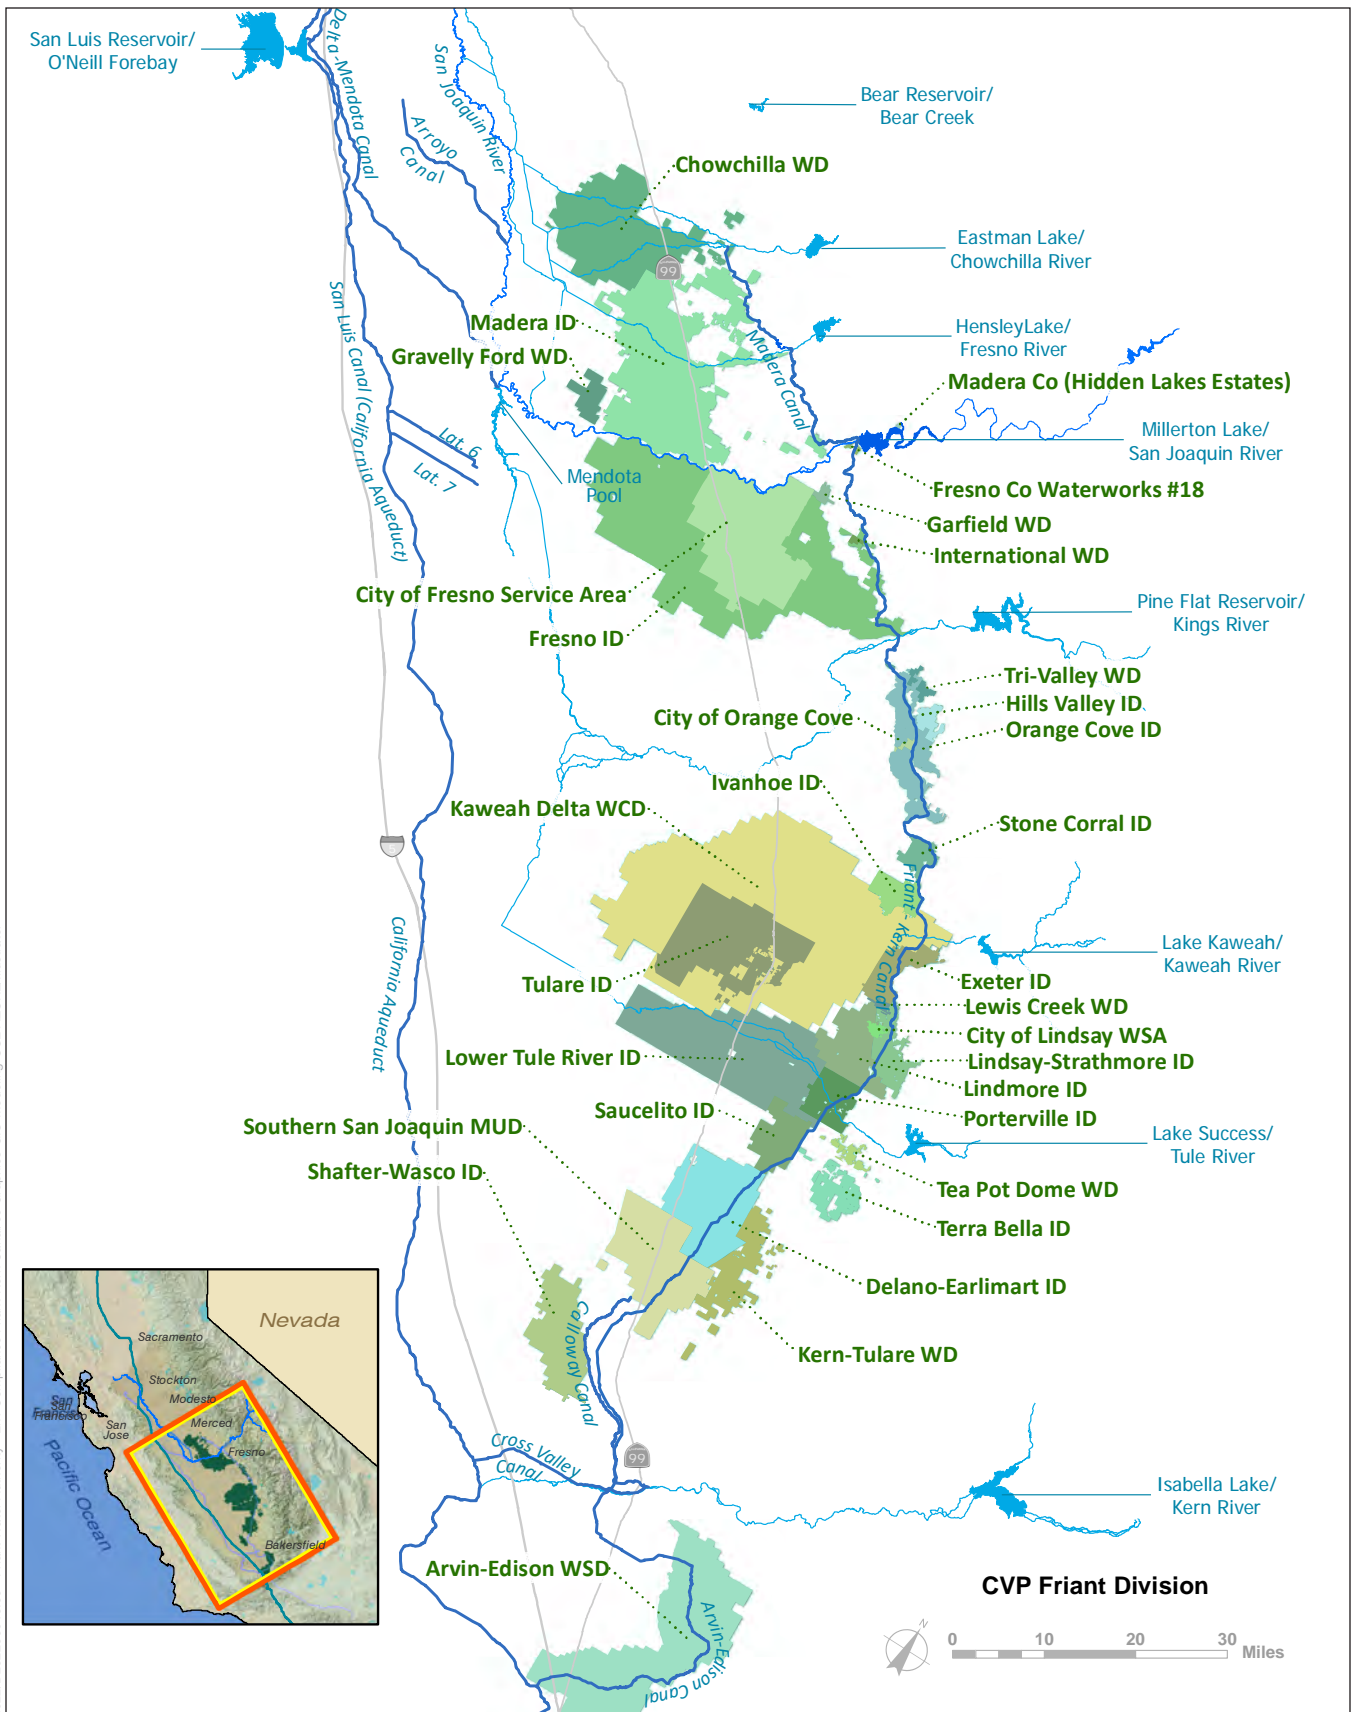 San Luis Reservoir/
O'Neill Forebay
Delta-Mendota Canal
San Joaquin River
Arroyo
Canal
Bear Reservoir/
Bear Creek
Chowchilla WD
Eastman Lake/
Chowchilla River
99
San Luis Canal (California Aqueduct)
Madera ID
Gravelly Ford WD
Madera Canal
HensleyLake/
Fresno River
Madera Co (Hidden Lakes Estates)
Millerton Lake/
San Joaquin River
Lat. 6
Lat. 7
Mendota
Pool
Fresno Co Waterworks #18
Garfield WD
International WD
City of Fresno Service Area
Fresno ID
Pine Flat Reservoir/
Kings River
Tri-Valley WD
Hills Valley ID
City of Orange Cove
Orange Cove ID
Ivanhoe ID
Kaweah Delta WCD
Stone Corral ID
Friant - Kern Canal
California Aqueduct
Lake Kaweah/
Kaweah River
Tulare ID
Exeter ID
Lewis Creek WD
City of Lindsay WSA
Lower Tule River ID
Lindsay-Strathmore ID
Lindmore ID
Saucelito ID
Porterville ID
Southern San Joaquin MUD
Lake Success/
Tule River
Shafter-Wasco ID
Tea Pot Dome WD
Terra Bella ID
Delano-Earlimart ID
Calloway Canal
Kern-Tulare WD
Nevada
Sacramento
Stockton
Modesto
San
Francisco
San
Jose
Merced
Fresno
Pacific Ocean
Bakersfield
Cross Valley
Canal
99
Isabella Lake/
Kern River
Arvin-Edison WSD
Arvin-Edison Canal
CVP Friant Division
N
0 10 20 30 Miles